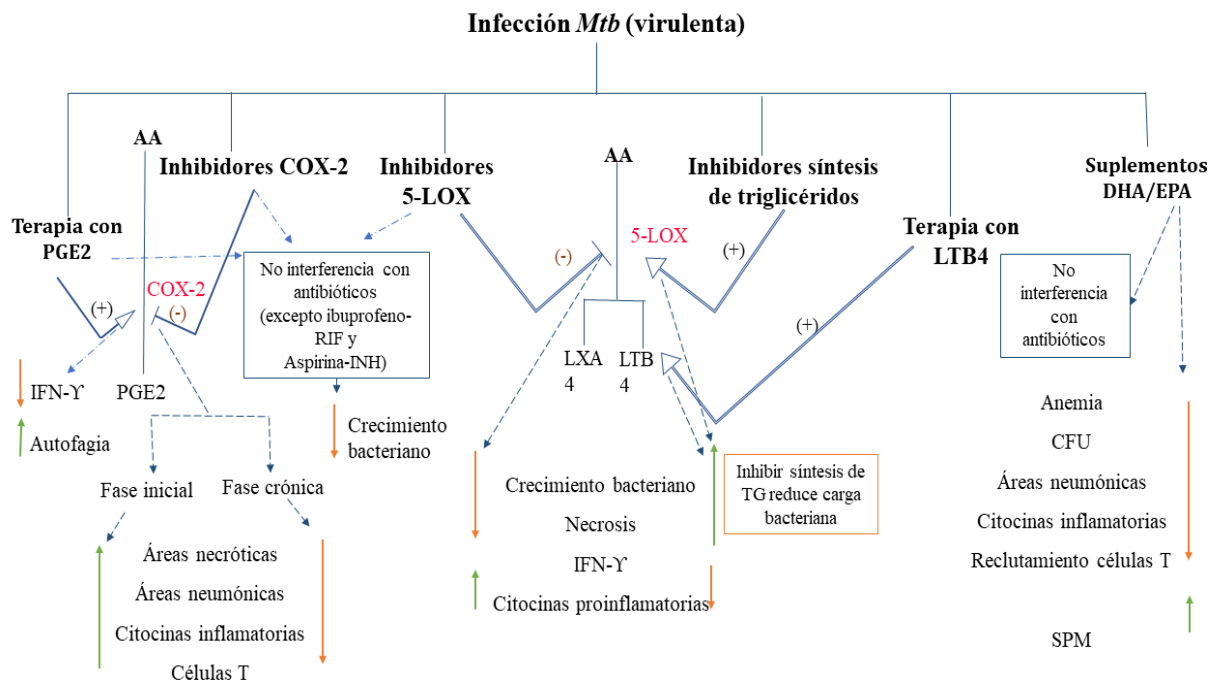 Infección Mtb (virulenta)
AA
Inhibidores COX-2
Inhibidores
5-LOX
AA
Inhibidores síntesis
de triglicéridos
Suplementos
DHA/EPA
Terapia con
PGE2
Terapia con
LTB4
5-LOX
(-)
(+)
No interferencia con
antibióticos
(excepto ibuprofeno-
RIF y
Aspirina-INH)
COX-2
(+)
(-)
No
interferencia
con
antibióticos
(+)
LXA
4
LTB
4
IFN-ϒ
PGE2
Autofagia
Crecimiento
bacteriano
Fase inicial
Fase crónica
Áreas necróticas
Áreas neumónicas
Citocinas inflamatorias
Células T
Crecimiento bacteriano
Necrosis
IFN-ϒ
Citocinas proinflamatorias
Inhibir síntesis de
TG reduce carga
bacteriana
Anemia
CFU
Áreas neumónicas
Citocinas inflamatorias
Reclutamiento células T
SPM